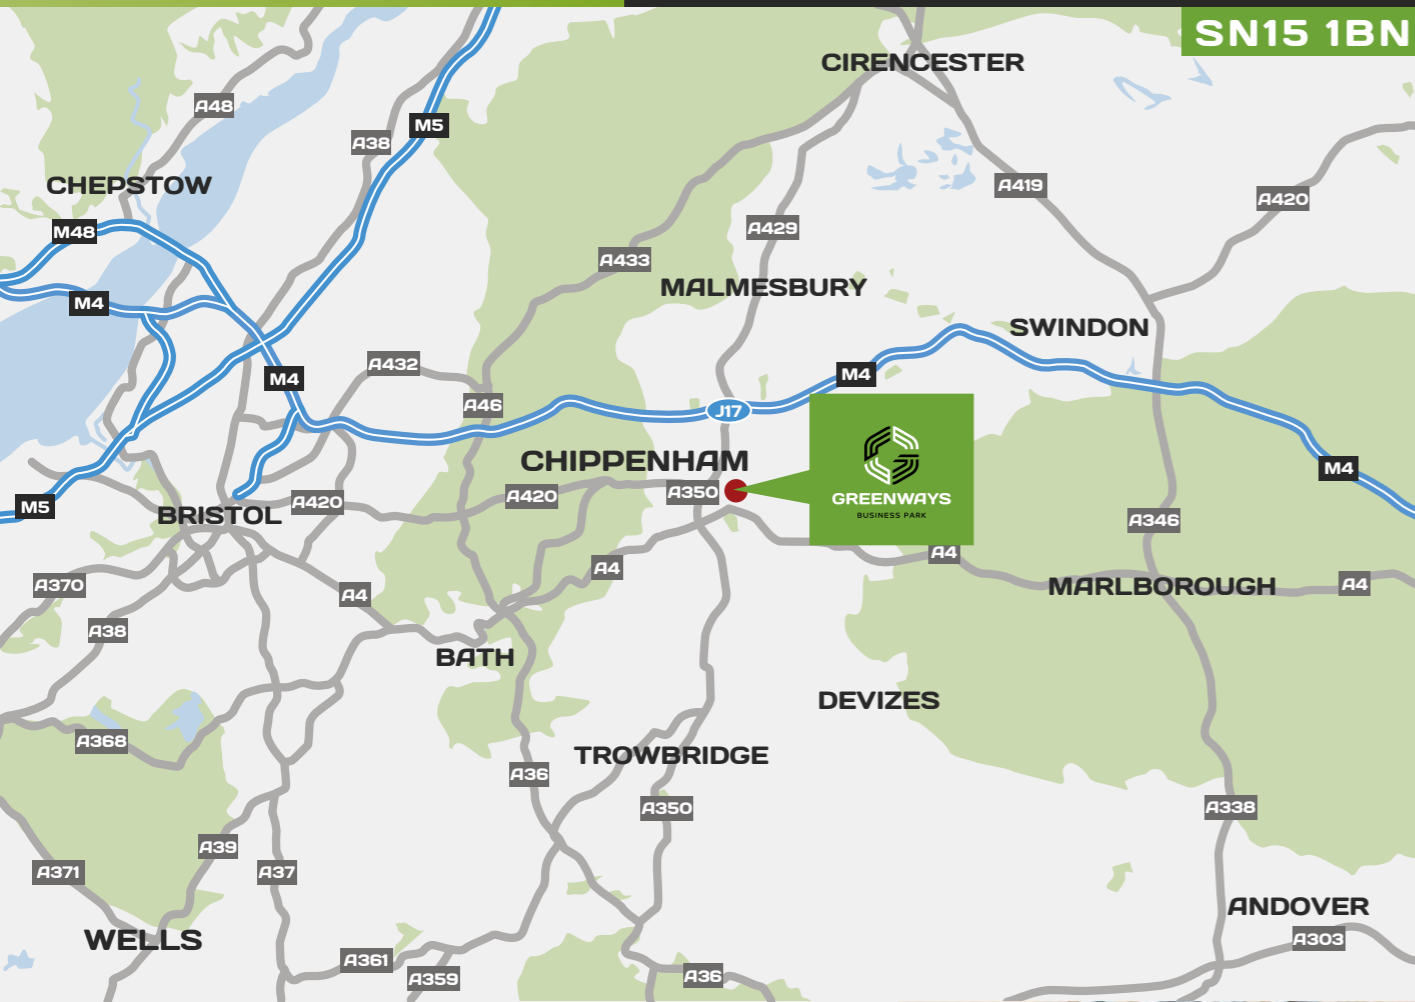 SN15 1BN
CIRENCESTER
A48
M5
A38
CHEPSTOW
A419
A420
M48
A429
A433
MALMESBURY
M4
SWINDON
A432
M4
M4
A46
J17
CHIPPENHAM
M4
A350
A420
GREENWAYS
BUSINESS PARK
M5
A420
BRISTOL
A346
A4
A4
A370
A4
MARLBOROUGH
A4
A38
BATH
DEVIZES
A368
TROWBRIDGE
A36
A350
A338
A39
A371
A37
ANDOVER
WELLS
A303
A361
A359
A36